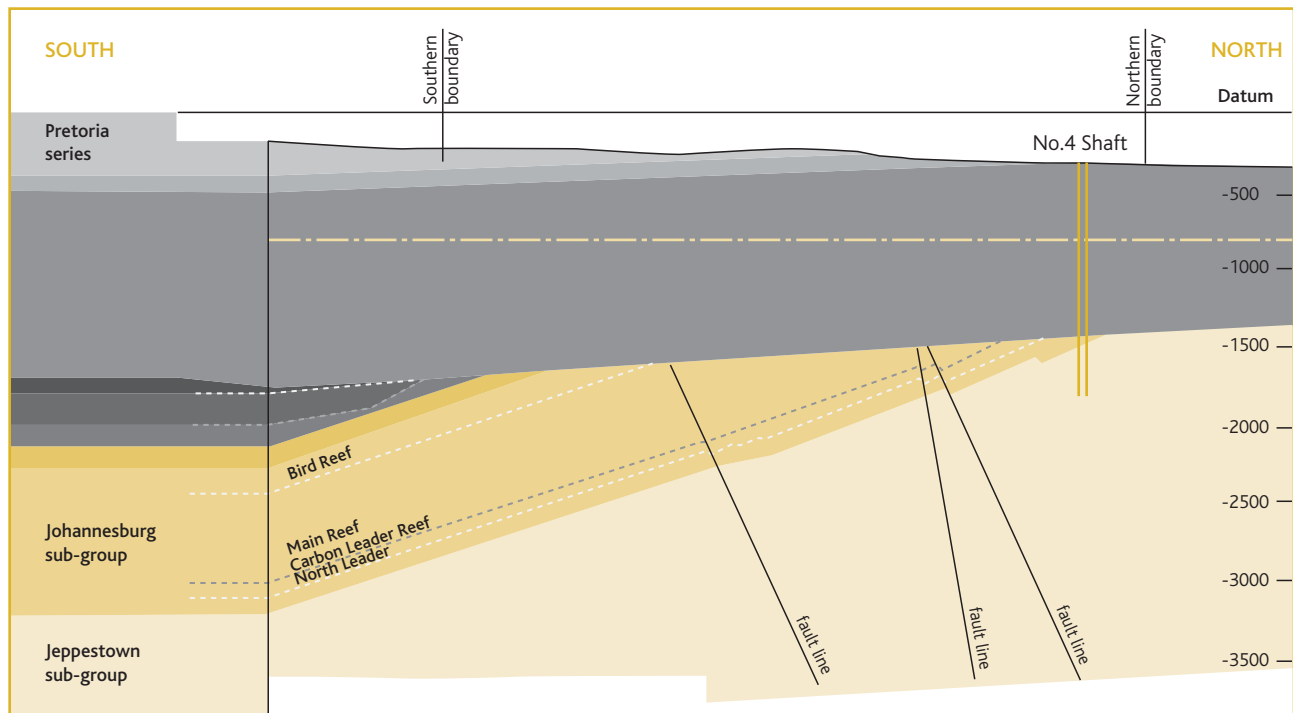 SOUTH
Southern
boundary
Northern
boundary
NORTH
Datum
Pretoria
series
No.4 Shaft
-500
-1000
-1500
-2000
Bird Reef
-2500
Main Reef
Carbon Leader Reef
North Leader
Johannesburg
sub-group
-3000
fault line
fault line
fault line
Jeppestown
sub-group
-3500